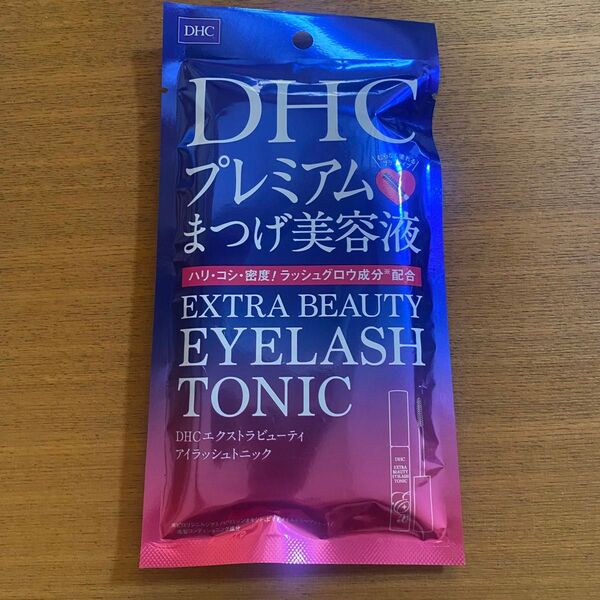 DHC
DHC
プレミアム
まつげ美容液
ハリ・コシ・密度!ラッシュグロウ成分※配合
EXTRA BEAUTY
EYELASH
TONIC
DHCエクストラビューティ
アイラッシュトニック
DHC
EXTRA
BEAUTY
EYELASH
TONIC